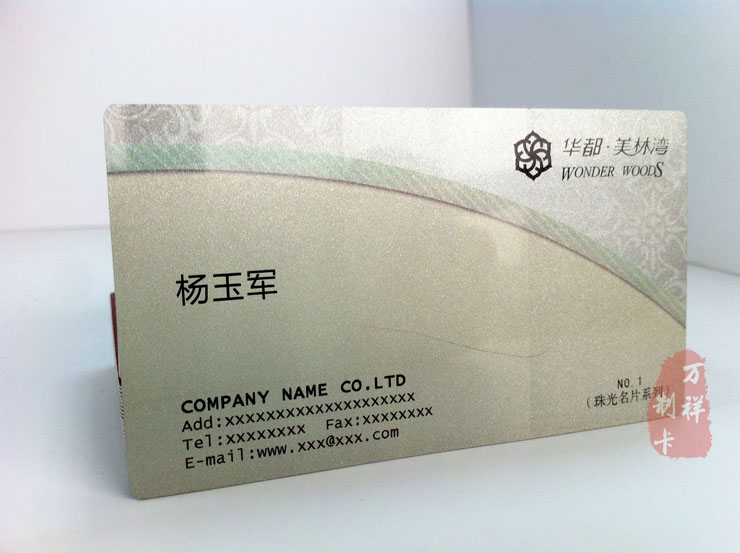 华都·美林湾
WONDER WOODS
杨玉军
COMPANY NAME CO.LTD
Add:xxxxxxxxxxxxxxxxxxxx
Tel:xxxxxxxx Fax:xxxxxxxx
E-mail:www.xxx@xxx.com
NO.1
(珠光名片系列)
万祥
制卡